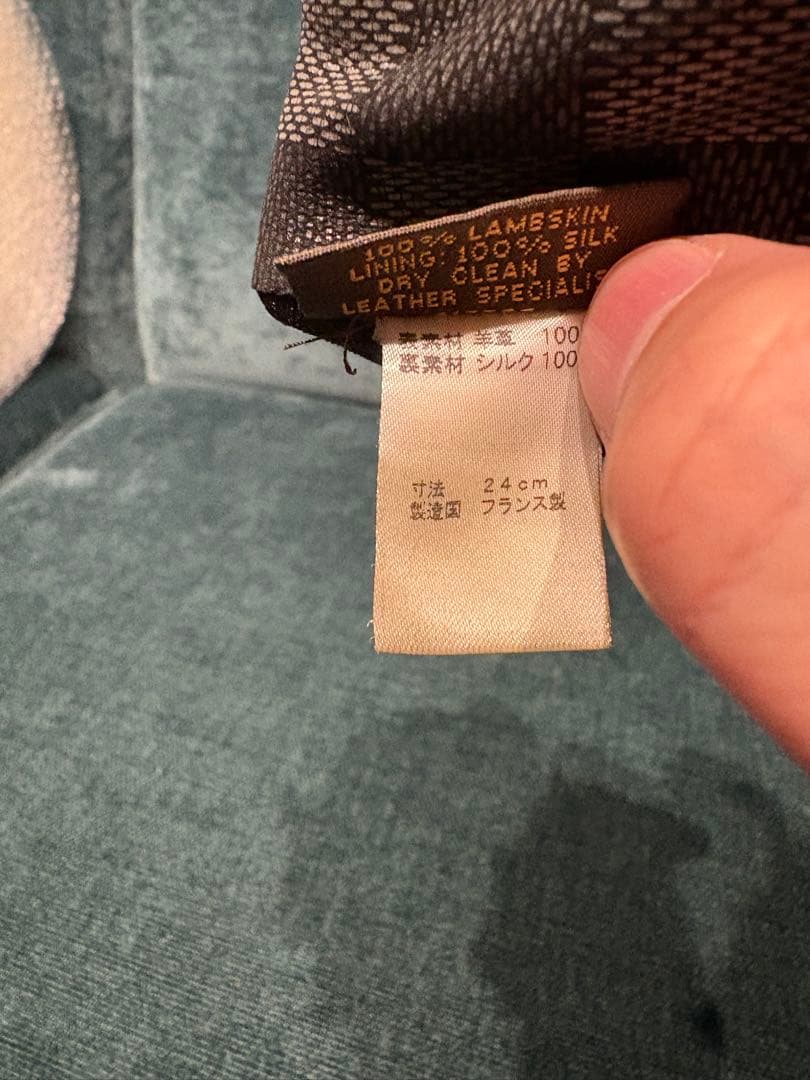 100% LAMBSKIN
LINING: 100% SILK
DRY CLEAN BY
LEATHER
表素材 羊革 100
裏素材 シルク 100
寸法 24cm
製造国 フランス製